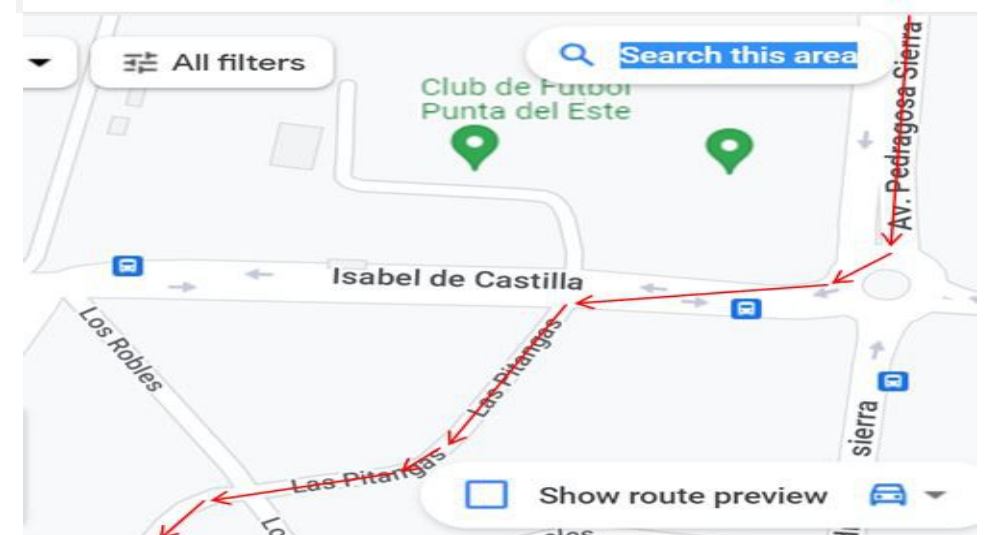 All filters
Search this area
Club de Futbol
Punta del Este
Av. Pedragosa Sierra
Isabel de Castilla
Los Robles
Las Pitangas
Las Pitangas
sierra
Show route preview